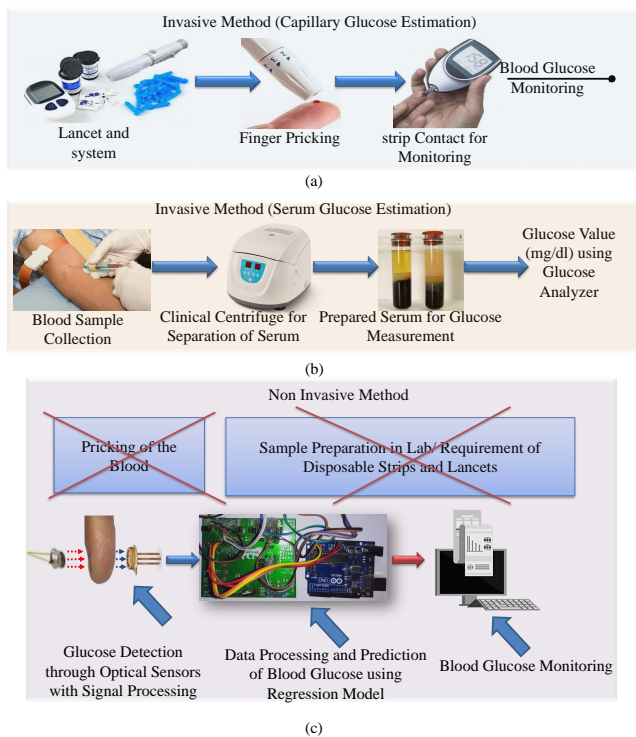 Invasive Method (Capillary Glucose Estimation)
Lancet and
system
Finger Pricking
strip Contact for
Monitoring
Blood Glucose
Monitoring
(a)
Invasive Method (Serum Glucose Estimation)
Blood Sample
Collection
Clinical Centrifuge for
Separation of Serum
Prepared Serum for Glucose
Measurement
Glucose Value
(mg/dl) using
Glucose
Analyzer
(b)
Non Invasive Method
Pricking of the
Blood
Sample Preparation in Lab/ Requirement of
Disposable Strips and Lancets
Glucose Detection
through Optical Sensors
with Signal Processing
Data Processing and Prediction
of Blood Glucose using
Regression Model
Blood Glucose Monitoring
(c)